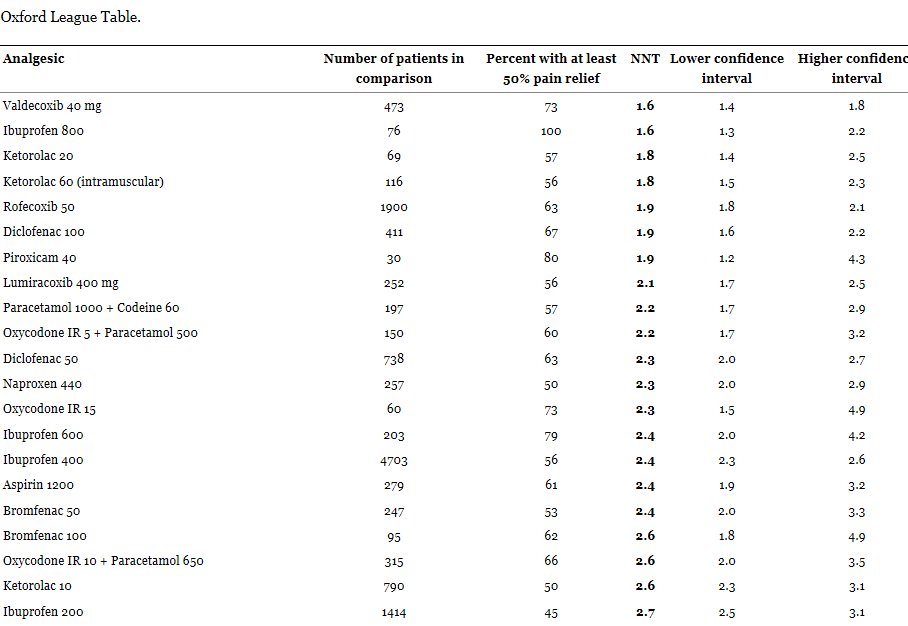 Oxford League Table.
Analgesic Number of patients in Percent with at least NNT Lower confidence Higher confidenc
comparison 50% pain relief interval interval
Valdecoxib 40 mg 473 73 1.6 1.4 1.8
Ibuprofen 800 76 100 1.6 1.3 2.2
Ketorolac 20 69 57 1.8 1.4 2.5
Ketorolac 60 (intramuscular) 116 56 1.8 1.5 2.3
Rofecoxib 50 1900 63 1.9 1.8 2.1
Diclofenac 100 411 67 1.9 1.6 2.2
Piroxicam 40 30 80 1.9 1.2 4.3
Lumiracoxib 400 mg 252 56 2.1 1.7 2.5
Paracetamol 1000 + Codeine 60 197 57 2.2 1.7 2.9
Oxycodone IR 5 + Paracetamol 500 150 60 2.2 1.7 3.2
Diclofenac 50 738 63 2.3 2.0 2.7
Naproxen 440 257 50 2.3 2.0 2.9
Oxycodone IR 15 60 73 2.3 1.5 4.9
Ibuprofen 600 203 79 2.4 2.0 4.2
Ibuprofen 400 4703 56 2.4 2.3 2.6
Aspirin 1200 279 61 2.4 1.9 3.2
Bromfenac 50 247 53 2.4 2.0 3.3
Bromfenac 100 95 62 2.6 1.8 4.9
Oxycodone IR 10 + Paracetamol 650 315 66 2.6 2.0 3.5
Ketorolac 10 790 50 2.6 2.3 3.1
Ibuprofen 200 1414 45 2.7 2.5 3.1